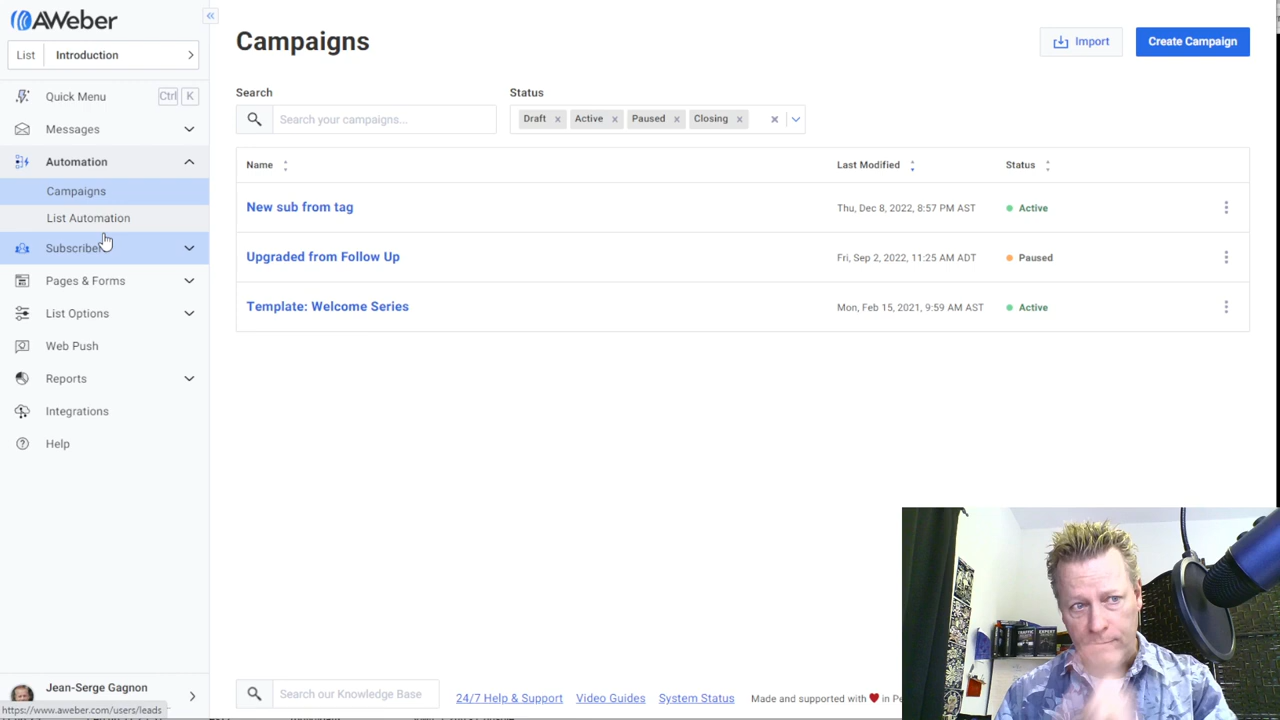 AWeber
List Introduction
Quick Menu Ctrl K
Messages
Automation
Campaigns
List Automation
Subscribe
Pages & Forms
List Options
Web Push
Reports
Integrations
Help
Jean-Serge Gagnon
https://www.aweber.com/users/leads
Campaigns
Import
Create Campaign
Search
Status
Search your campaigns...
Draft Active Paused Closing
Name Last Modified Status
New sub from tag Thu, Dec 8, 2022, 8:57 PM AST Active
Upgraded from Follow Up Fri, Sep 2, 2022, 11:25 AM ADT Paused
Template: Welcome Series Mon, Feb 15, 2021, 9:59 AM AST Active
Search our Knowledge Base
24/7 Help & Support Video Guides System Status Made and supported with in Pe
TRAFFIC
EXPERT